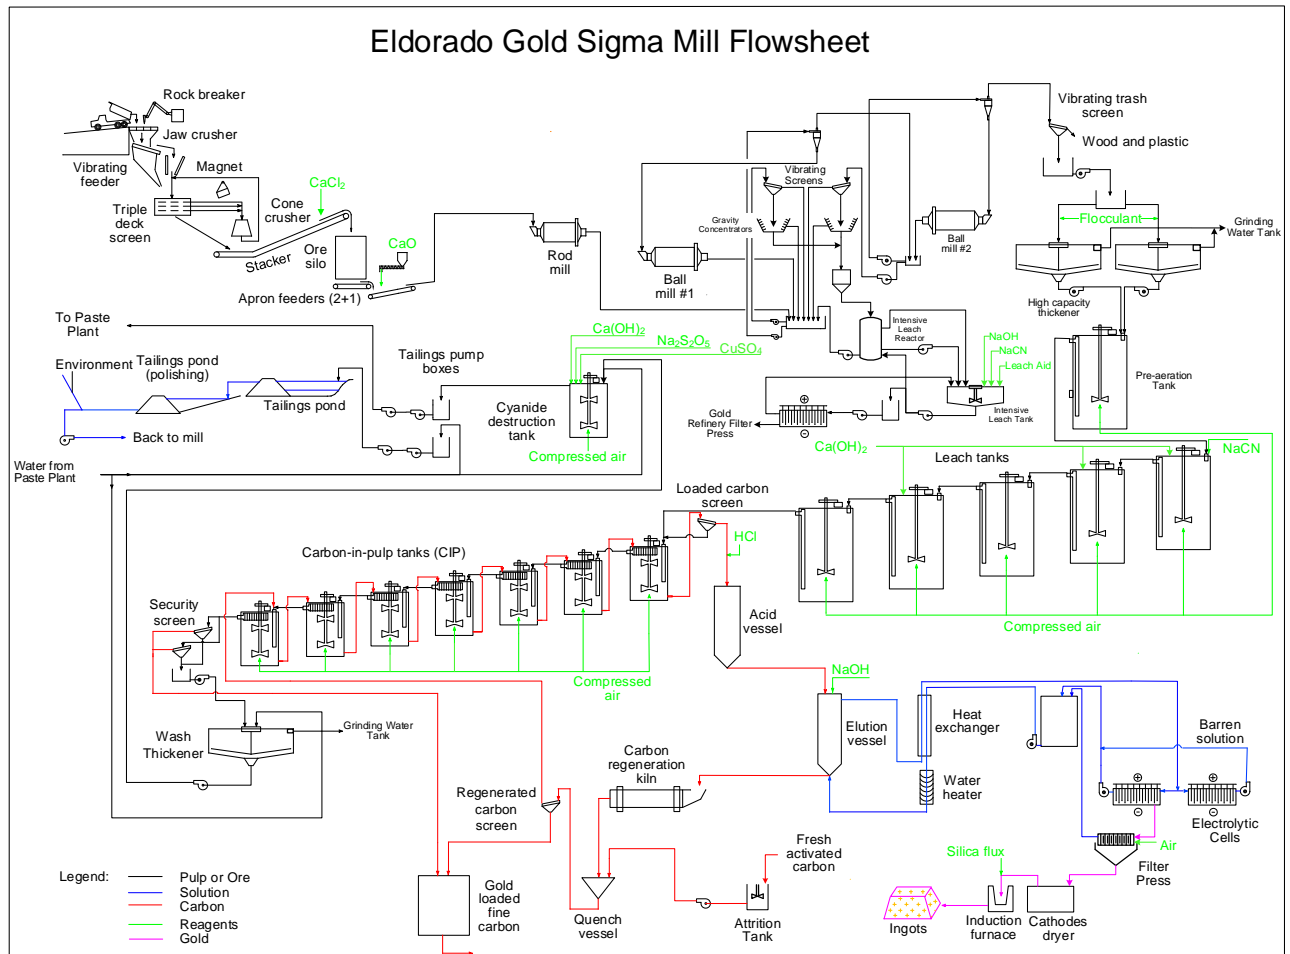 Eldorado Gold Sigma Mill Flowsheet
Rock breaker
Jaw crusher
Vibrating
feeder
Magnet
Triple
deck screen
CaCl2
Cone
crusher
Stacker
Ore
silo
CaO
Apron feeders (2+1)
Rod
mill
Ball
mill #1
Vibrating
Screens
Gravity
Concentrators
Ball
mill #2
Vibrating trash
screen
Wood and plastic
Flocculant
Grinding
Water Tank
High capacity
thickener
Intensive
Leach
Reactor
NaOH
NaCN
Leach Aid
Intensive
Leach Tank
Gold
Refinery Filter
Press
Pre-aeration
Tank
To Paste
Plant
Environment
Tailings pond
(polishing)
Tailings pond
Back to mill
Tailings pump
boxes
Ca(OH)2
Na2S2O5
CuSO4
Cyanide
destruction
tank
Compressed air
Water from
Paste Plant
Ca(OH)2
Leach tanks
NaCN
Compressed air
Loaded carbon
screen
HCl
Carbon-in-pulp tanks (CIP)
Security
screen
Compressed
air
Acid
vessel
Wash
Thickener
Grinding Water
Tank
NaOH
Elution
vessel
Heat
exchanger
Water
heater
Barren
solution
Electrolytic
Cells
Carbon
regeneration
kiln
Regenerated
carbon
screen
Fresh
activated
carbon
Attrition
Tank
Quench
vessel
Gold
loaded
fine
carbon
Air
Filter
Press
Silica flux
Cathodes
dryer
Induction
furnace
Ingots
Legend:
Pulp or Ore
Solution
Carbon
Reagents
Gold